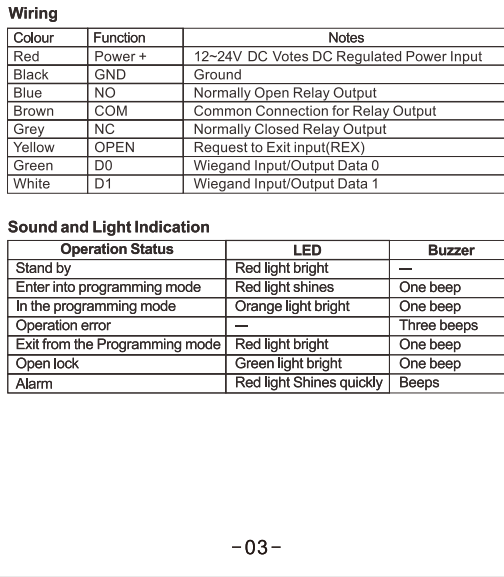 Wiring
Colour Function Notes
Red Power + 12~24V DC Votes DC Regulated Power Input
Black GND Ground
Blue NO Normally Open Relay Output
Brown COM Common Connection for Relay Output
Grey NC Normally Closed Relay Output
Yellow OPEN Request to Exit input(REX)
Green D0 Wiegand Input/Output Data 0
White D1 Wiegand Input/Output Data 1
Sound and Light Indication
Operation Status LED Buzzer
Stand by Red light bright —
Enter into programming mode Red light shines One beep
In the programming mode Orange light bright One beep
Operation error — Three beeps
Exit from the Programming mode Red light bright One beep
Open lock Green light bright One beep
Alarm Red light Shines quickly Beeps
-03-